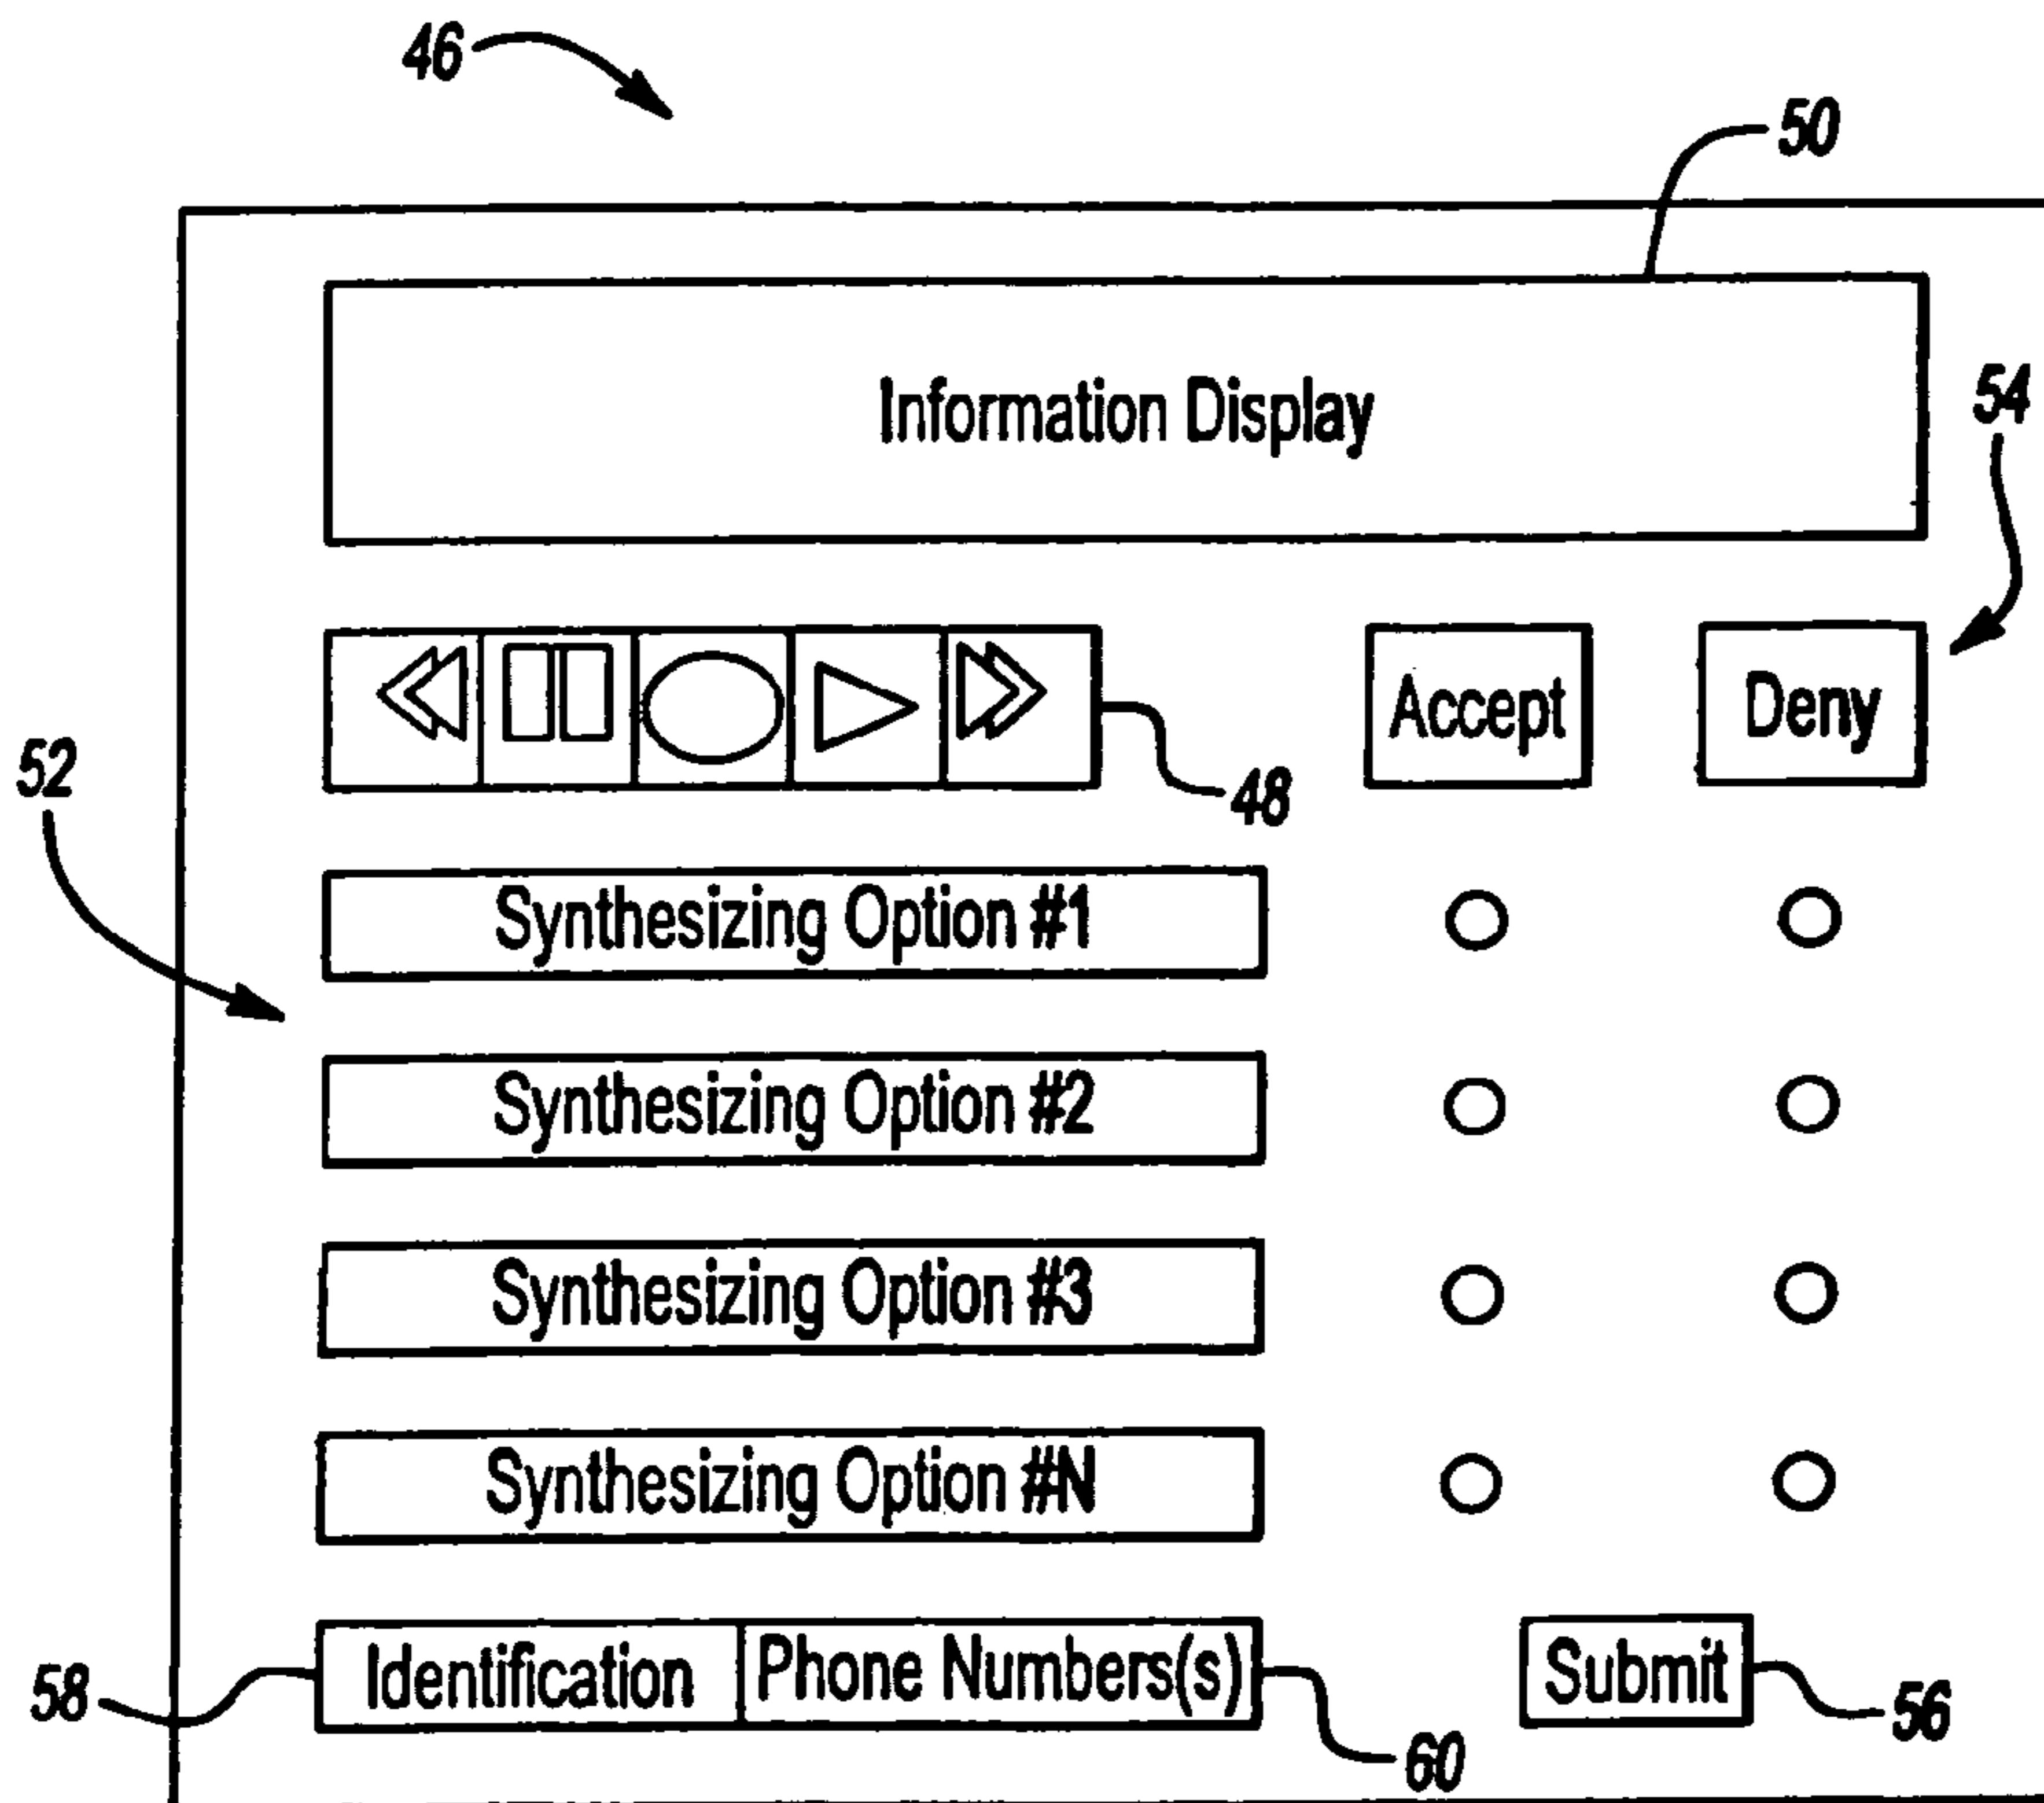 46
50
Information Display
54
Accept
Deny
52
48
Synthesizing Option #1
Synthesizing Option #2
Synthesizing Option #3
Synthesizing Option #N
58
Identification
Phone Numbers(s)
Submit
56
60